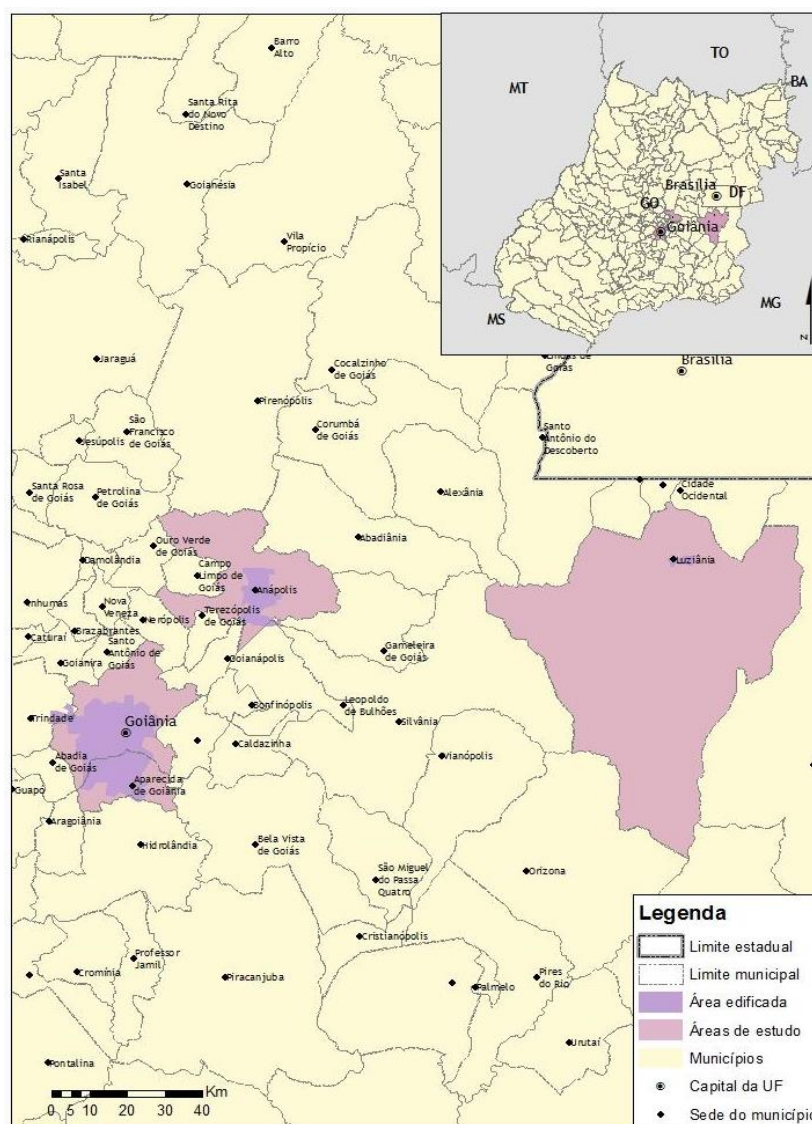 Barro
Alto
Santa Rita
do Novo
Destino
Santa
Isabel
Goianésia
Rianápolis
Vila
Propício
TO
MT
BA
Brasília
DF
GO
Goiânia
MG
MS
N
Jaraguá
Cocalzinho
de Goiás
Goiás
Brasília
Pirenópolis
São
Francisco
de Goiás
Corumbá
de Goiás
Jesúpolis
Santo
Antônio do
Descoberto
Santa Rosa
de Goiás
Petrolina
de Goiás
Alexânia
Cidade
Ocidental
Ouro Verde
de Goiás
Abadiânia
Damolândia
Campo
Limpo de
Goiás
Luziânia
Anápolis
Inhumas
Nova
Veneza
Nerópolis
Terezópolis
de Goiás
Caturaí
Brazabrantes
Santo
Antônio de
Goiás
Goianira
Goianápolis
Gameleira
de Goiás
Trindade
Goiânia
Bonfinópolis
Leopoldo
de Bulhões
Silvânia
Caldazinha
Vianópolis
Abadia
de Goiás
Guapo
Aparecida
de Goiânia
Aragoiânia
Hidrolândia
Bela Vista
de Goiás
São Miguel
do Passa
Quatro
Orizona
Cristianópolis
Professor
Jamil
Cromínia
Piracanjuba
Palmelo
Pires
do Rio
Urutaí
Pontalina
Km
0 5 10 20 30 40
Legenda
Limite estadual
Limite municipal
Área edificada
Áreas de estudo
Municípios
Capital da UF
Sede do município